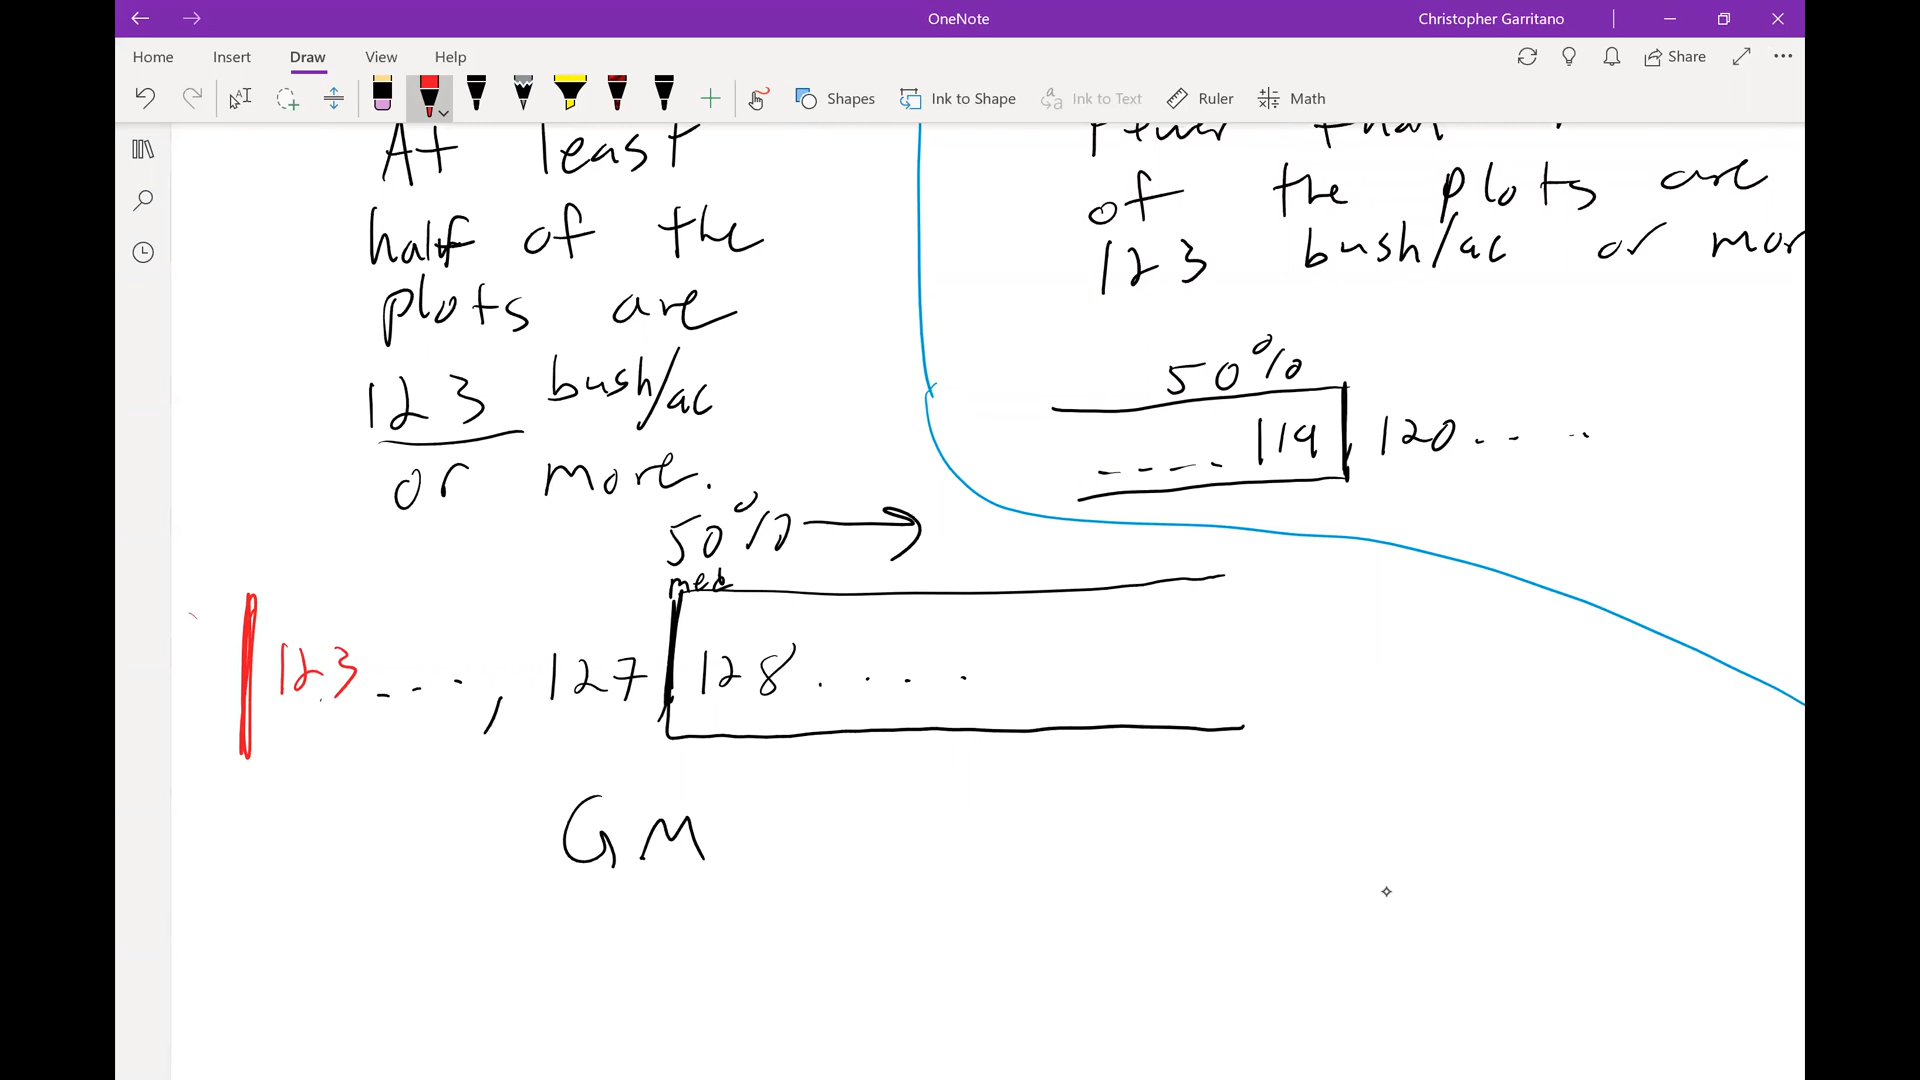 OneNote
Christopher Garritano
Home Insert Draw View Help
Share
Shapes Ink to Shape Ink to Text Ruler Math
At least
half of the
plots are
123 bush/ac
or more.
than
of the plots are
123 bush/ac or mor
50%
---- 119 120 -- --
50%
med
123 ---, 127, 128 . . . .
GM